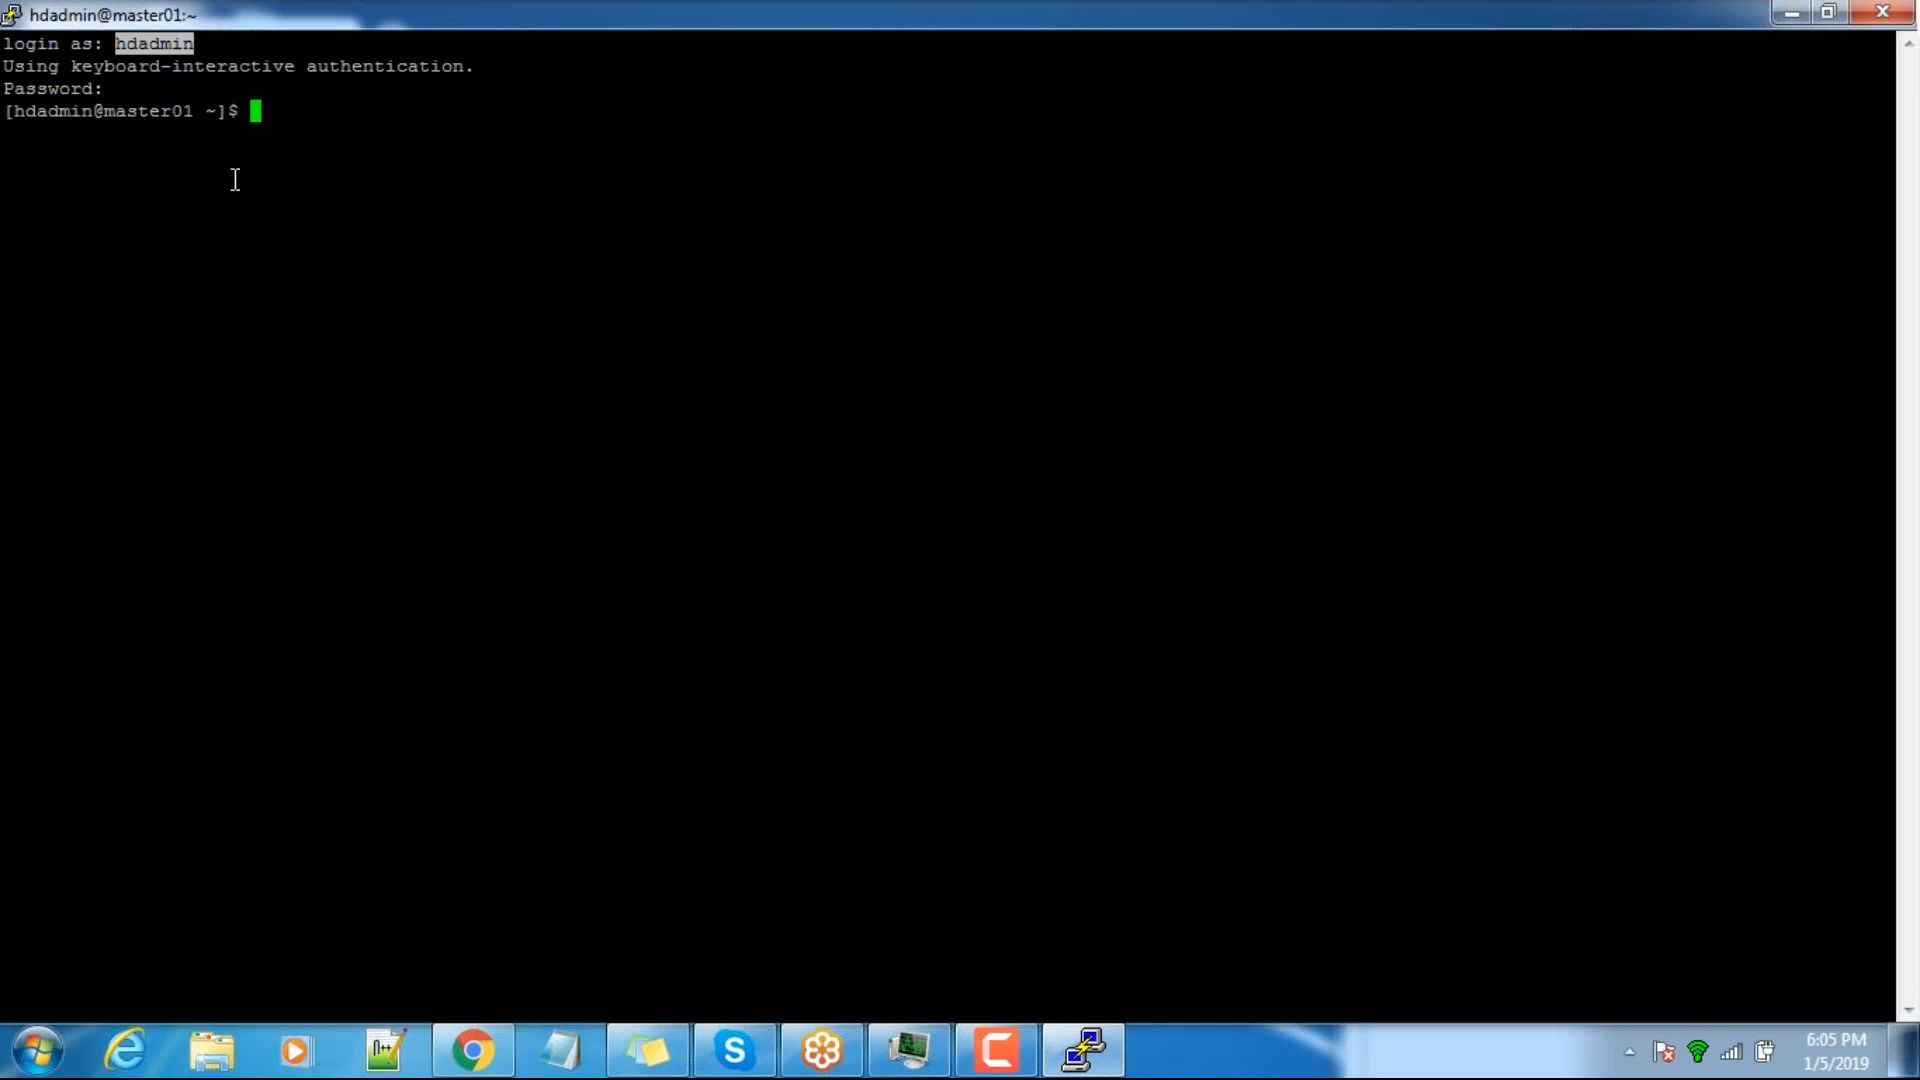 hdadmin@master01:~
login as: hdadmin
Using keyboard-interactive authentication.
Password:
[hdadmin@master01 ~]$
n++
S
6:05 PM
1/5/2019